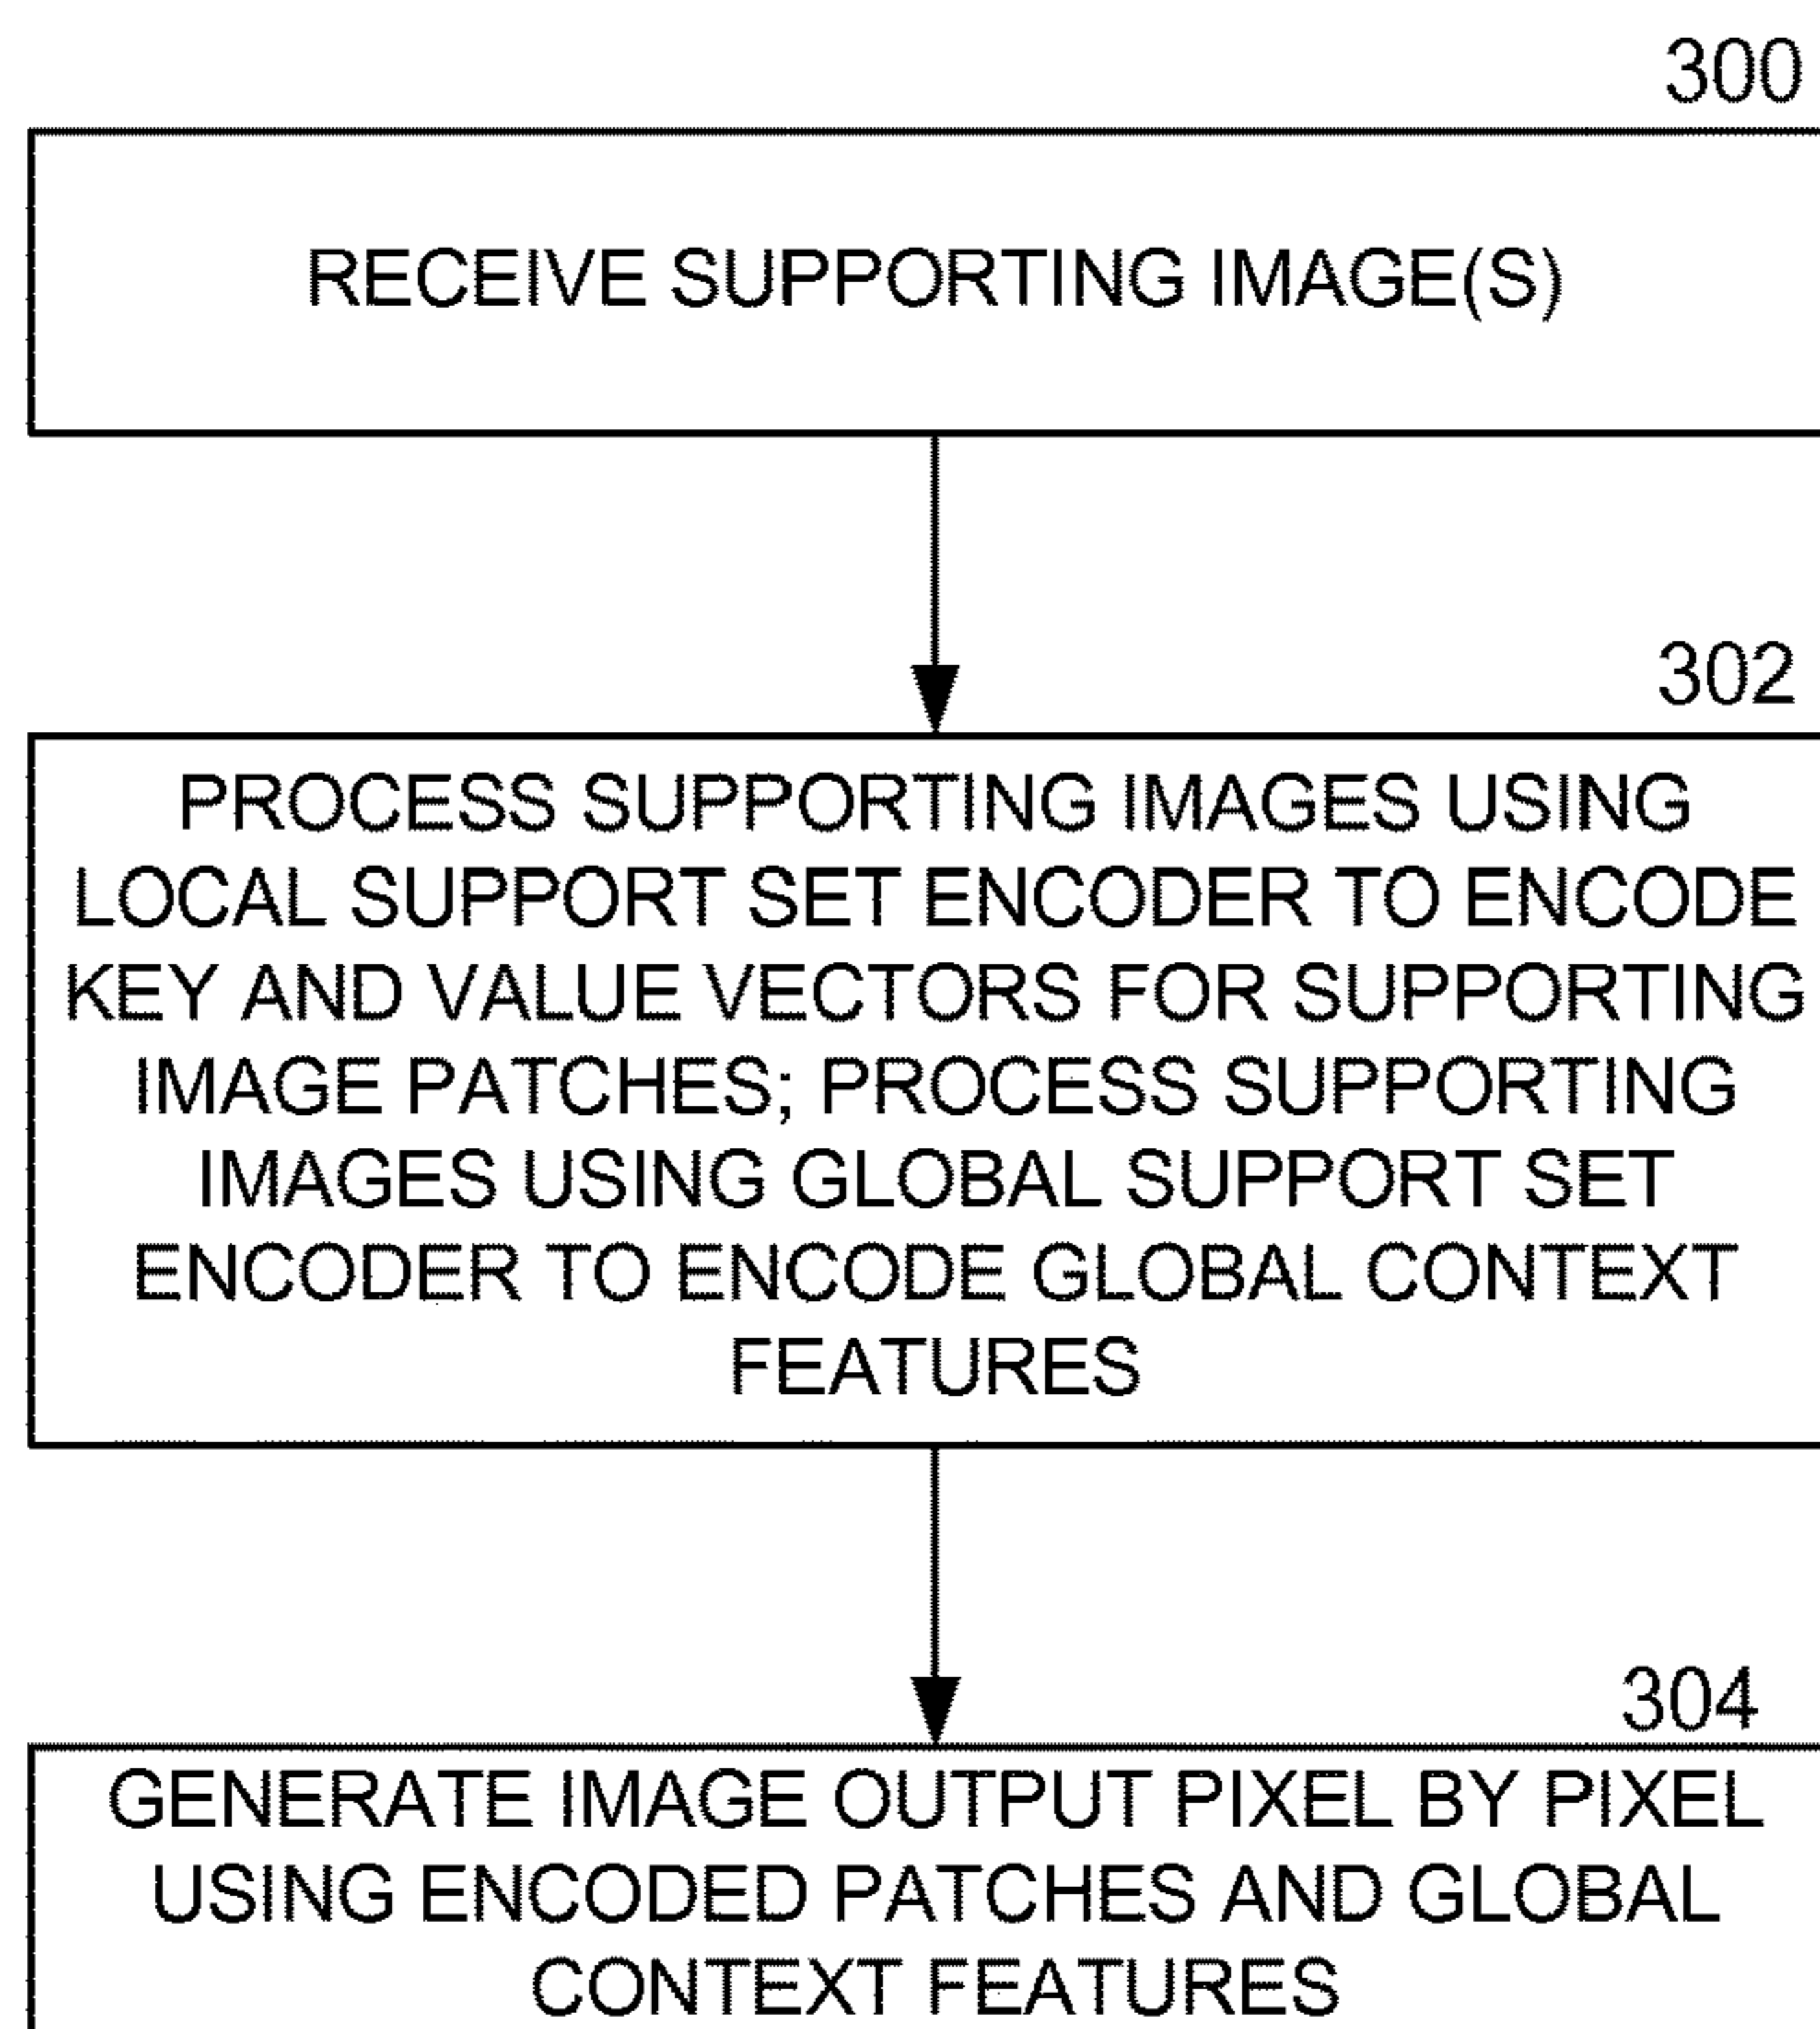 300
RECEIVE SUPPORTING IMAGE(S)
302
PROCESS SUPPORTING IMAGES USING
LOCAL SUPPORT SET ENCODER TO ENCODE
KEY AND VALUE VECTORS FOR SUPPORTING
IMAGE PATCHES; PROCESS SUPPORTING
IMAGES USING GLOBAL SUPPORT SET
ENCODER TO ENCODE GLOBAL CONTEXT
FEATURES
304
GENERATE IMAGE OUTPUT PIXEL BY PIXEL
USING ENCODED PATCHES AND GLOBAL
CONTEXT FEATURES